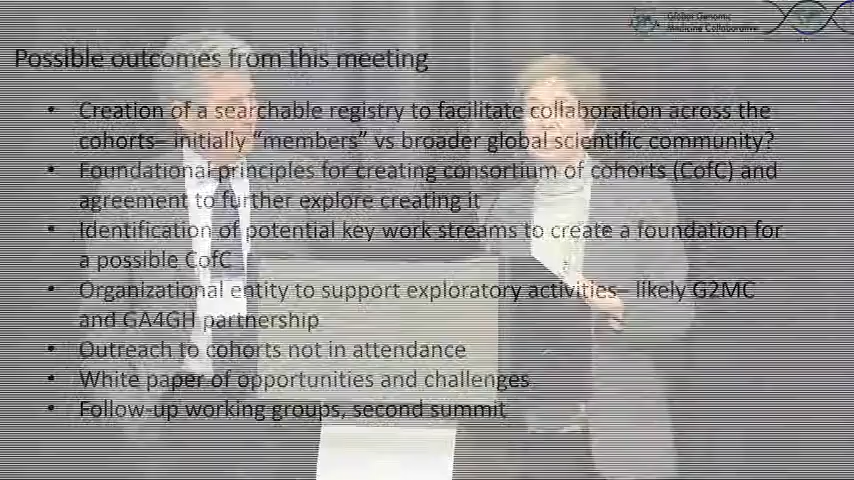 Global Genomic
Medicine Collaborative
Possible outcomes from this meeting
• Creation of a searchable registry to facilitate collaboration across the
cohorts– initially “members” vs broader global scientific community?
• Foundational principles for creating consortium of cohorts (CofC) and
agreement to further explore creating it
• Identification of potential key work streams to create a foundation for
a possible CofC
• Organizational entity to support exploratory activities– likely G2MC
and GA4GH partnership
• Outreach to cohorts not in attendance
• White paper of opportunities and challenges
• Follow-up working groups, second summit